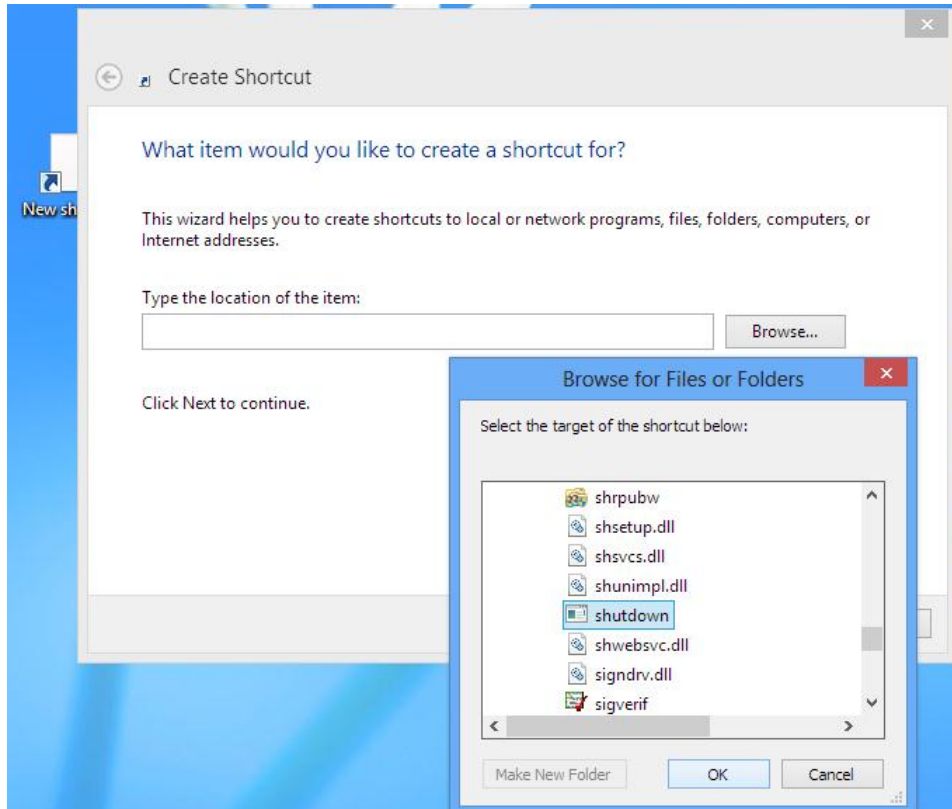 Create Shortcut
New sh
What item would you like to create a shortcut for?
This wizard helps you to create shortcuts to local or network programs, files, folders, computers, or
Internet addresses.
Type the location of the item:
Browse...
Click Next to continue.
Browse for Files or Folders
Select the target of the shortcut below:
shrpubw
shsetup.dll
shsvcs.dll
shunimpl.dll
shutdown
shwebsvc.dll
signdrv.dll
sigverif
Make New Folder
OK
Cancel